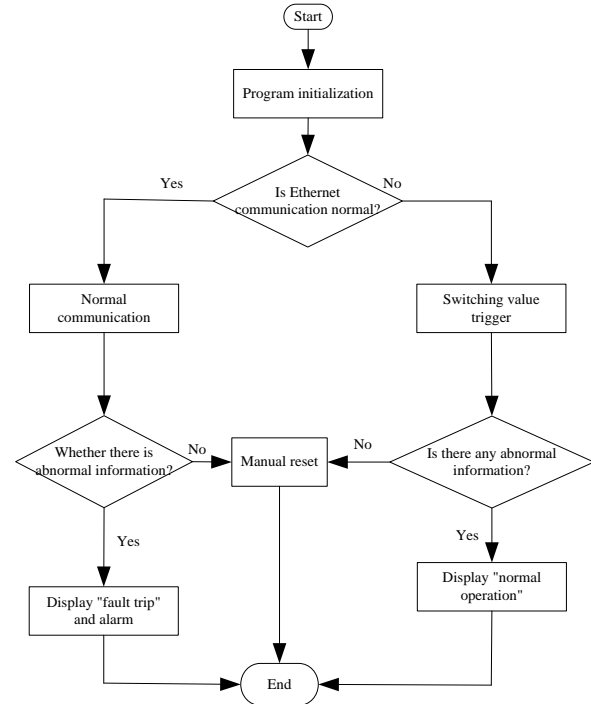 Start
Program initialization
Yes
Is Ethernet
communication normal?
No
Normal
communication
Switching value
trigger
Whether there is
abnormal information?
No
Manual reset
No
Is there any abnormal
information?
Yes
Yes
Display "fault trip"
and alarm
Display "normal
operation"
End